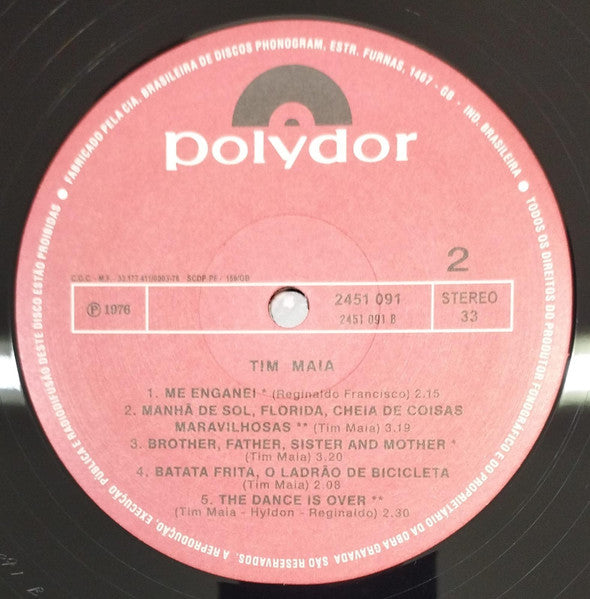 ● FABRICADO PELA CIA. BRASILEIRA DE DISCOS PHONOGRAM, ESTR. FURNAS, 1467 - GB - IND. BRASILEIRA ●
polydor
2
C.G.C. - M.F. - 33.177.411/0007-76 SCDP-PF - 156/GB
℗ 1976
2451 091
2451 091 B
STEREO
33
TIM MAIA
1. ME ENGANEI * (Reginaldo Francisco) 2.15
2. MANHÃ DE SOL, FLORIDA, CHEIA DE COISAS
MARAVILHOSAS ** (Tim Maia) 3.19
3. BROTHER, FATHER, SISTER AND MOTHER *
(Tim Maia) 3.20
4. BATATA FRITA, O LADRÃO DE BICICLETA
(Tim Maia) 2.08
5. THE DANCE IS OVER **
(Tim Maia - Hyldon - Reginaldo) 2.30
TODOS OS DIREITOS DO PRODUTOR FONOGRÁFICO E DO PROPRIETÁRIO DA OBRA GRAVADA SÃO RESERVADOS. A REPRODUÇÃO, EXECUÇÃO PÚBLICA E RADIODIFUSÃO DESTE DISCO ESTÃO PROIBIDAS